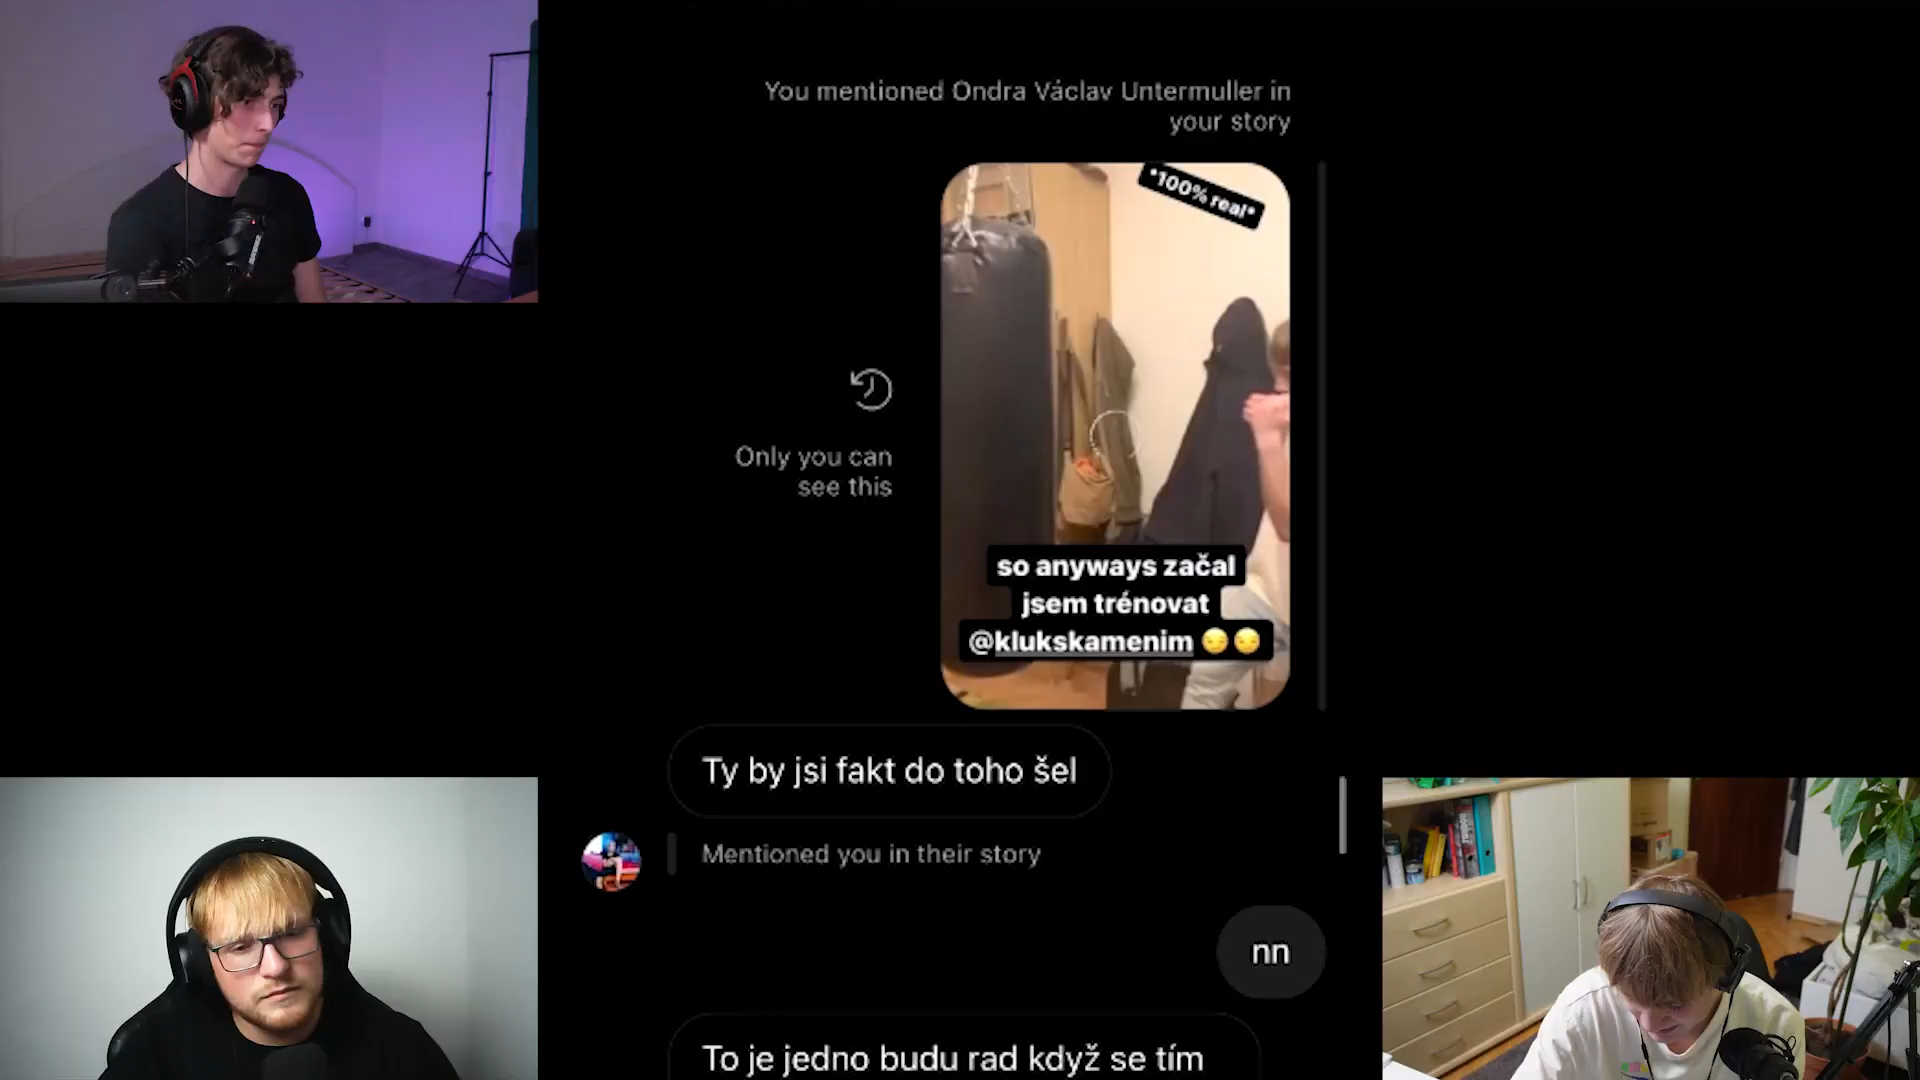 You mentioned Ondra Václav Untermuller in
your story
*100% real*
Only you can
see this
so anyways začal
jsem trénovat
@klukskamenim 😏😏
Ty by jsi fakt do toho šel
Mentioned you in their story
nn
To je jedno budu rad když se tím